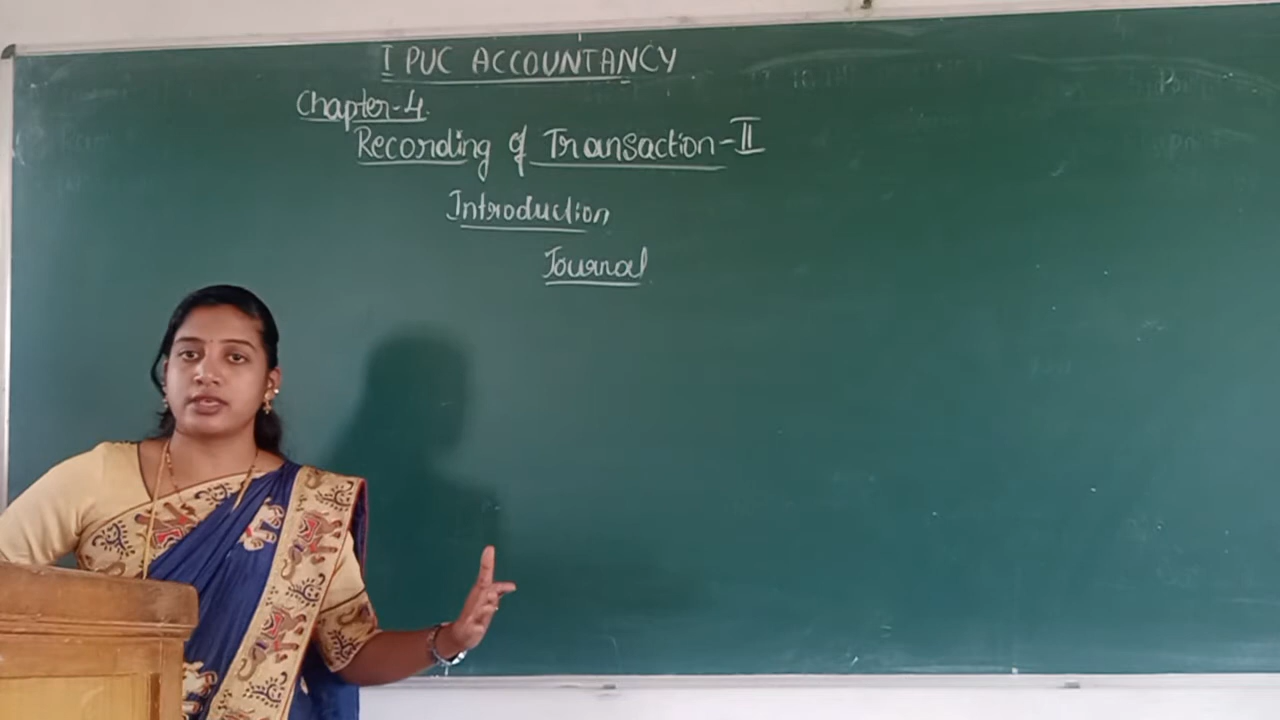 I PUC ACCOUNTANCY
Chapter-4
Recording of Transaction-II
Introduction
Journal